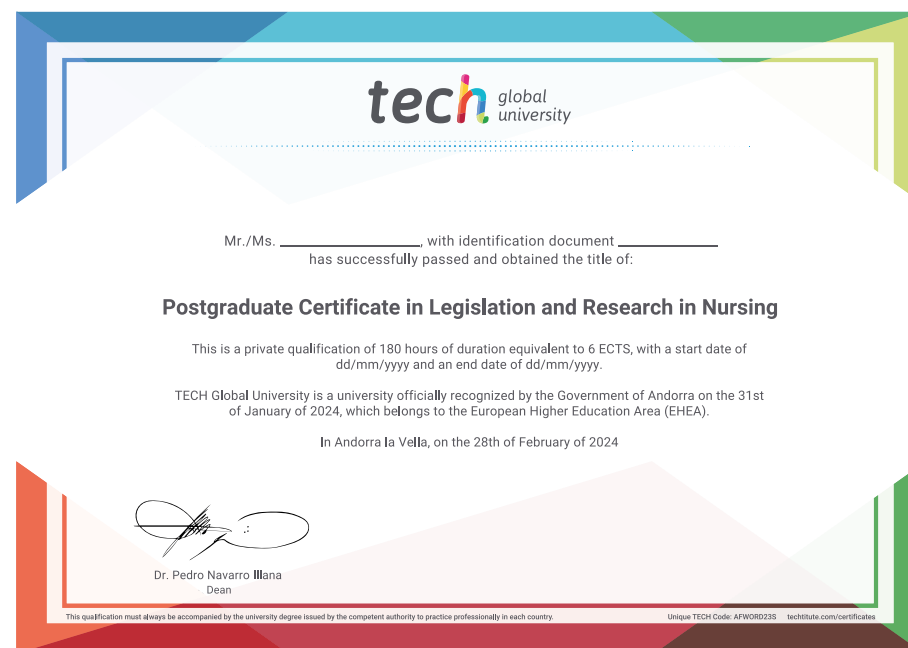 tech global university
Mr./Ms. ____________________, with identification document ______________
has successfully passed and obtained the title of:
Postgraduate Certificate in Legislation and Research in Nursing
This is a private qualification of 180 hours of duration equivalent to 6 ECTS, with a start date of
dd/mm/yyyy and an end date of dd/mm/yyyy.
TECH Global University is a university officially recognized by the Government of Andorra on the 31st
of January of 2024, which belongs to the European Higher Education Area (EHEA).
In Andorra la Vella, on the 28th of February of 2024
Dr. Pedro Navarro Illana
Dean
This qualification must always be accompanied by the university degree issued by the competent authority to practice professionally in each country.
Unique TECH Code: AFWORD23S techtitute.com/certificates